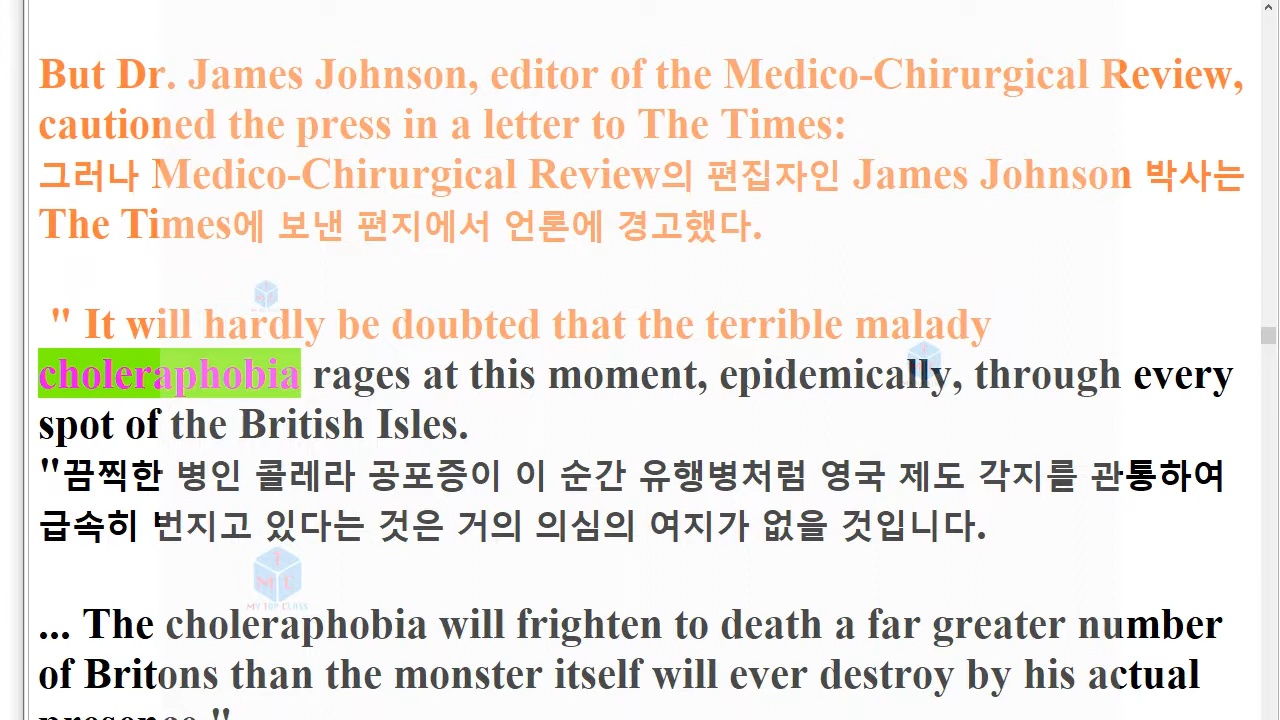 But Dr. James Johnson, editor of the Medico-Chirurgical Review,
cautioned the press in a letter to The Times:
그러나 Medico-Chirurgical Review의 편집자인 James Johnson 박사는
The Times에 보낸 편지에서 언론에 경고했다.
" It will hardly be doubted that the terrible malady
choleraphobia rages at this moment, epidemically, through every
spot of the British Isles.
"끔찍한 병인 콜레라 공포증이 이 순간 유행병처럼 영국 제도 각지를 관통하여
급속히 번지고 있다는 것은 거의 의심의 여지가 없을 것입니다.
T
M E
MY TOP CLASS
... The choleraphobia will frighten to death a far greater number
of Britons than the monster itself will ever destroy by his actual
presence."